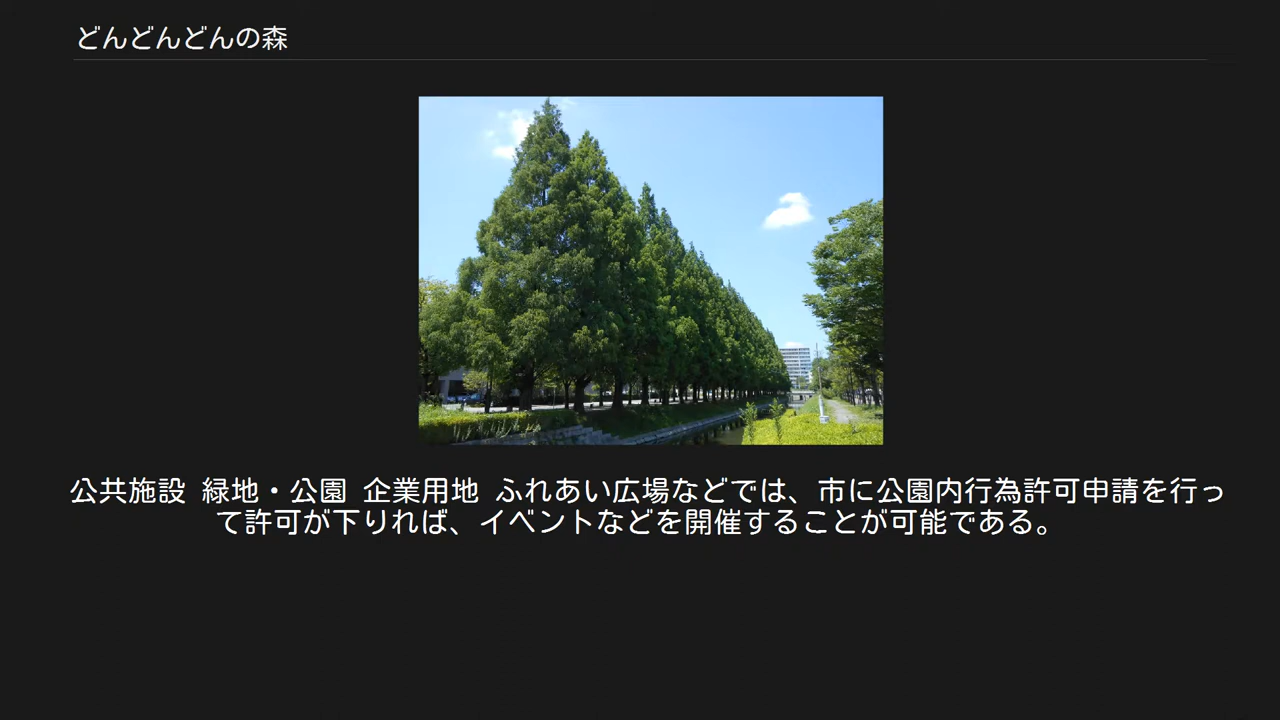 どんどんどんの森
公共施設 緑地・公園 企業用地 ふれあい広場などでは、市に公園内行為許可申請を行っ
て許可が下りれば、イベントなどを開催することが可能である。